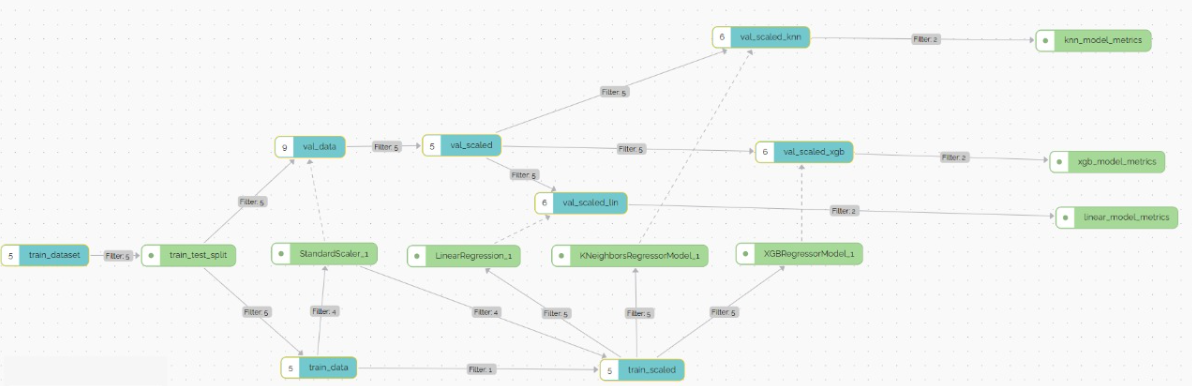 6 val_scaled_knn
Filter: 2
knn_model_metrics
Filter: 5
9 val_data
Filter: 5
5 val_scaled
Filter: 5
6 val_scaled_xgb
Filter: 2
xgb_model_metrics
Filter: 5
6 val_scaled_lin
Filter: 2
linear_model_metrics
Filter: 5
5 train_dataset
Filter: 5
train_test_split
StandardScaler_1
LinearRegression_1
KNeighborsRegressorModel_1
XGBRegressorModel_1
Filter: 5
Filter: 4
Filter: 4
Filter: 5
Filter: 5
Filter: 5
5 train_data
Filter: 1
5 train_scaled